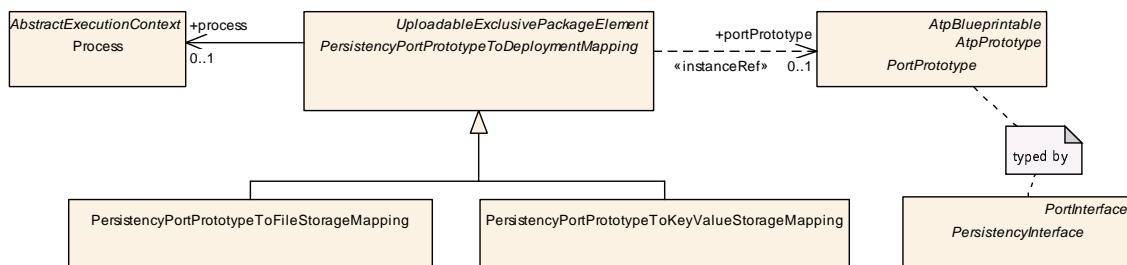 AbstractExecutionContext
Process
+process
0..1
UploadableExclusivePackageElement
PersistencyPortPrototypeToDeploymentMapping
+portPrototype
«instanceRef»
0..1
AtpBlueprintable
AtpPrototype
PortPrototype
typed by
PersistencyPortPrototypeToFileStorageMapping
PersistencyPortPrototypeToKeyValueStorageMapping
PortInterface
PersistencyInterface